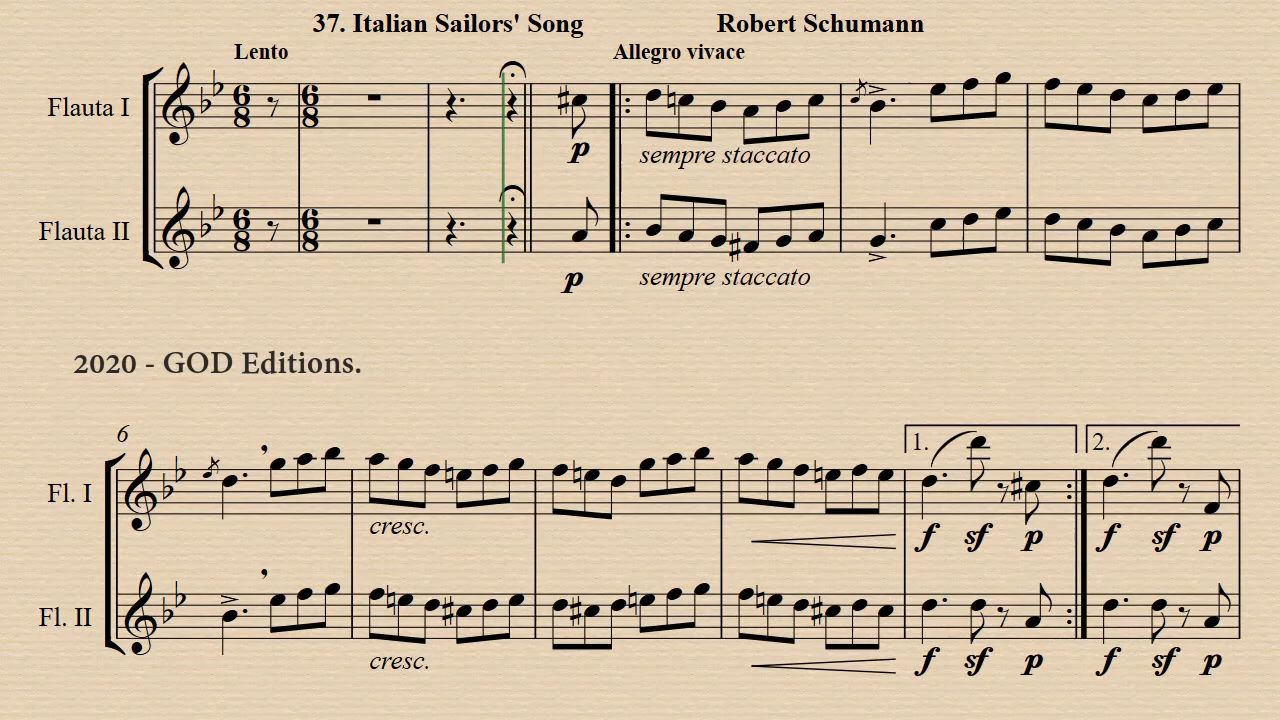 37. Italian Sailors' Song Robert Schumann
Lento Allegro vivace
Flauta I
p
sempre staccato
Flauta II
p sempre staccato
2020 - GOD Editions.
6
1. 2.
Fl. I
cresc. f sf p f sf p
Fl. II
cresc. f sf p f sf p